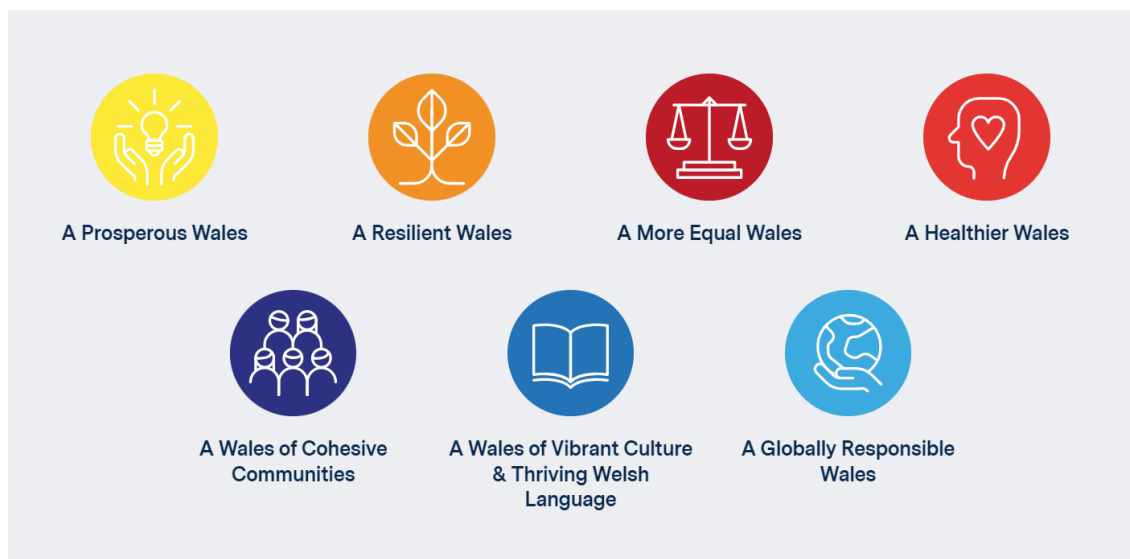 A Prosperous Wales
A Resilient Wales
A More Equal Wales
A Healthier Wales
A Wales of Cohesive
Communities
A Wales of Vibrant Culture
& Thriving Welsh
Language
A Globally Responsible
Wales